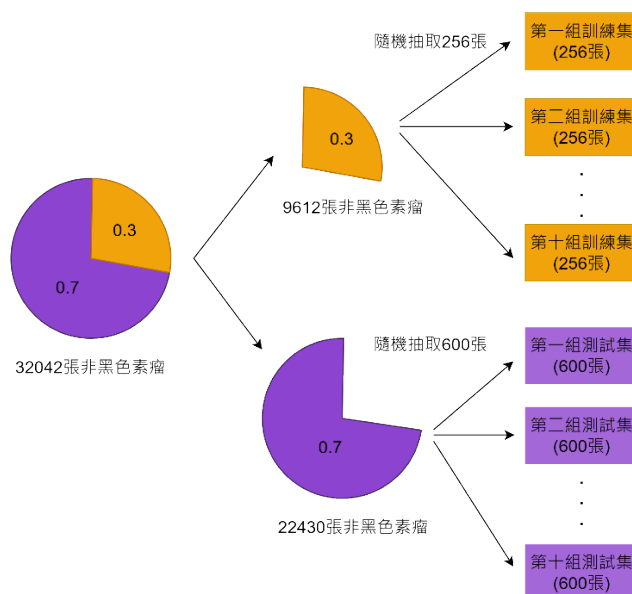 隨機抽取256張
第一組訓練集
(256張)
0.3
第二組訓練集
(256張)
9612張非黑色素瘤
.
.
.
第十組訓練集
(256張)
0.3
0.7
32042張非黑色素瘤
隨機抽取600張
第一組測試集
(600張)
0.7
第二組測試集
(600張)
22430張非黑色素瘤
.
.
.
第十組測試集
(600張)